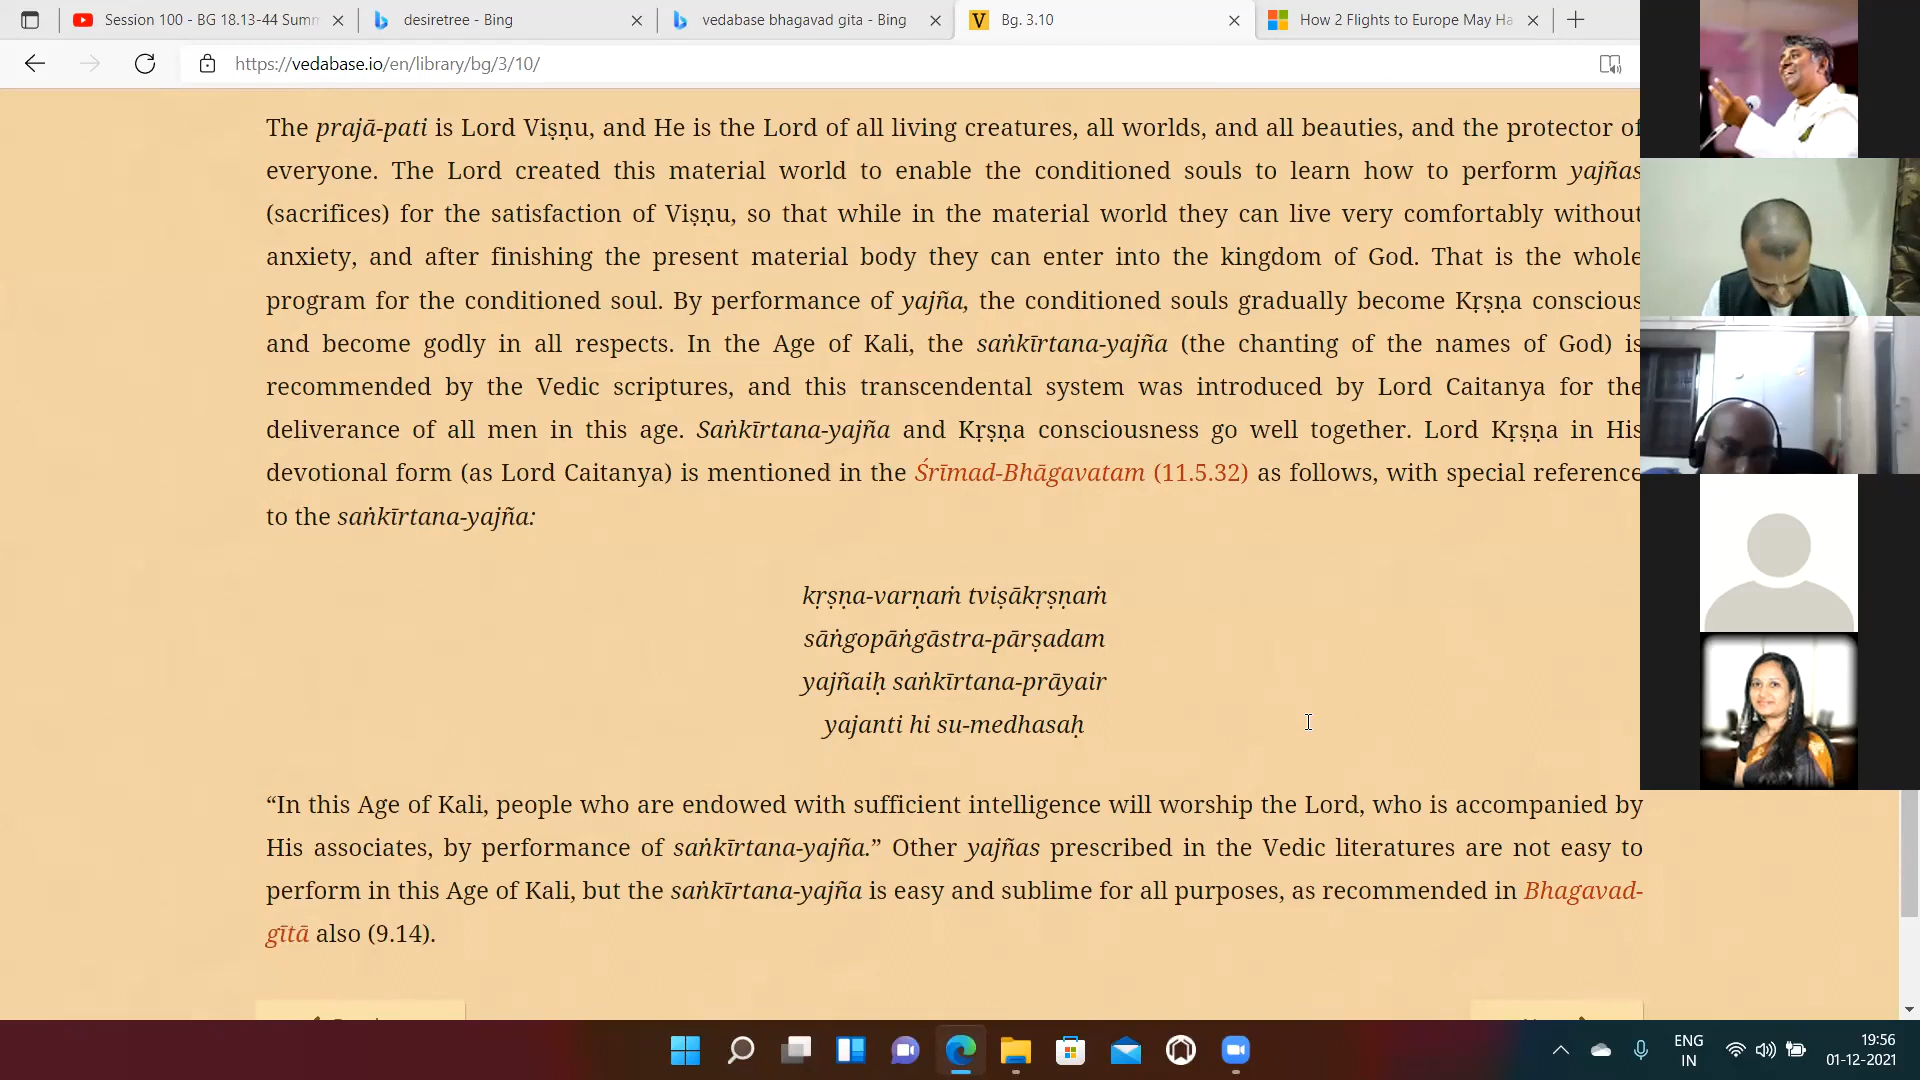 Session 100 - BG 18.13-44 Summ
desiretree - Bing
vedabase bhagavad gita - Bing
V
Bg. 3.10
How 2 Flights to Europe May Ha
https://vedabase.io/en/library/bg/3/10/
The prajā-pati is Lord Viṣṇu, and He is the Lord of all living creatures, all worlds, and all beauties, and the protector of
everyone. The Lord created this material world to enable the conditioned souls to learn how to perform yajñas
(sacrifices) for the satisfaction of Viṣṇu, so that while in the material world they can live very comfortably without
anxiety, and after finishing the present material body they can enter into the kingdom of God. That is the whole
program for the conditioned soul. By performance of yajña, the conditioned souls gradually become Kṛṣṇa conscious
and become godly in all respects. In the Age of Kali, the saṅkīrtana-yajña (the chanting of the names of God) is
recommended by the Vedic scriptures, and this transcendental system was introduced by Lord Caitanya for the
deliverance of all men in this age. Saṅkīrtana-yajña and Kṛṣṇa consciousness go well together. Lord Kṛṣṇa in His
devotional form (as Lord Caitanya) is mentioned in the Śrīmad-Bhāgavatam (11.5.32) as follows, with special reference
to the saṅkīrtana-yajña:
kṛṣṇa-varṇaṁ tviṣākṛṣṇaṁ
sāṅgopāṅgāstra-pārṣadam
yajñaiḥ saṅkīrtana-prāyair
yajanti hi su-medhasaḥ
“In this Age of Kali, people who are endowed with sufficient intelligence will worship the Lord, who is accompanied by
His associates, by performance of saṅkīrtana-yajña.” Other yajñas prescribed in the Vedic literatures are not easy to
perform in this Age of Kali, but the saṅkīrtana-yajña is easy and sublime for all purposes, as recommended in Bhagavad-
gītā also (9.14).
ENG
IN
19:56
01-12-2021